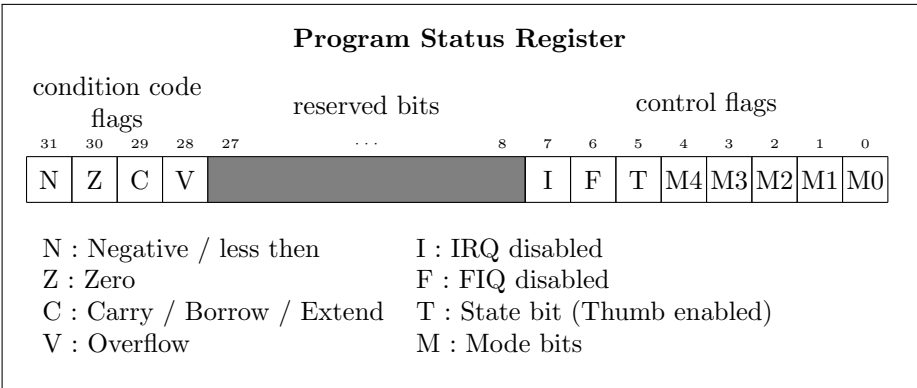 Program Status Register
condition code
flags
reserved bits
control flags
31 30 29 28 27 ... 8 7 6 5 4 3 2 1 0
N Z C V I F T M4 M3 M2 M1 M0
N : Negative / less then
Z : Zero
C : Carry / Borrow / Extend
V : Overflow
I : IRQ disabled
F : FIQ disabled
T : State bit (Thumb enabled)
M : Mode bits